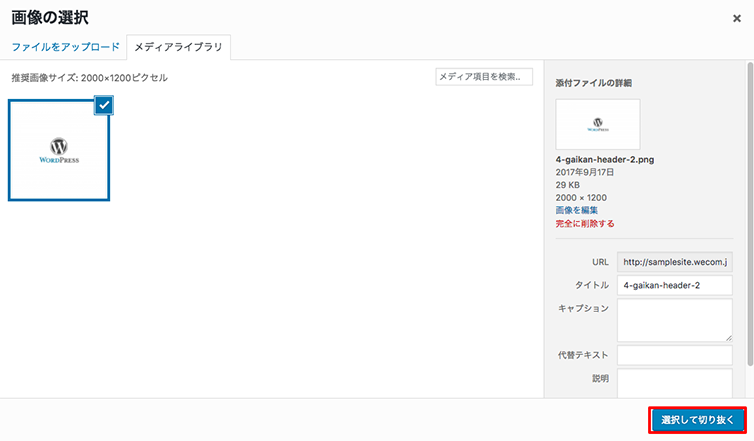 画像の選択
ファイルをアップロード
メディアライブラリ
推奨画像サイズ: 2000×1200ピクセル
メディア項目を検索..
WORDPRESS
添付ファイルの詳細
WORDPRESS
4-gaikan-header-2.png
2017年9月17日
29 KB
2000 × 1200
画像を編集
完全に削除する
URL
http://samplesite.wecom.j
タイトル
4-gaikan-header-2
キャプション
代替テキスト
説明
選択して切り抜く